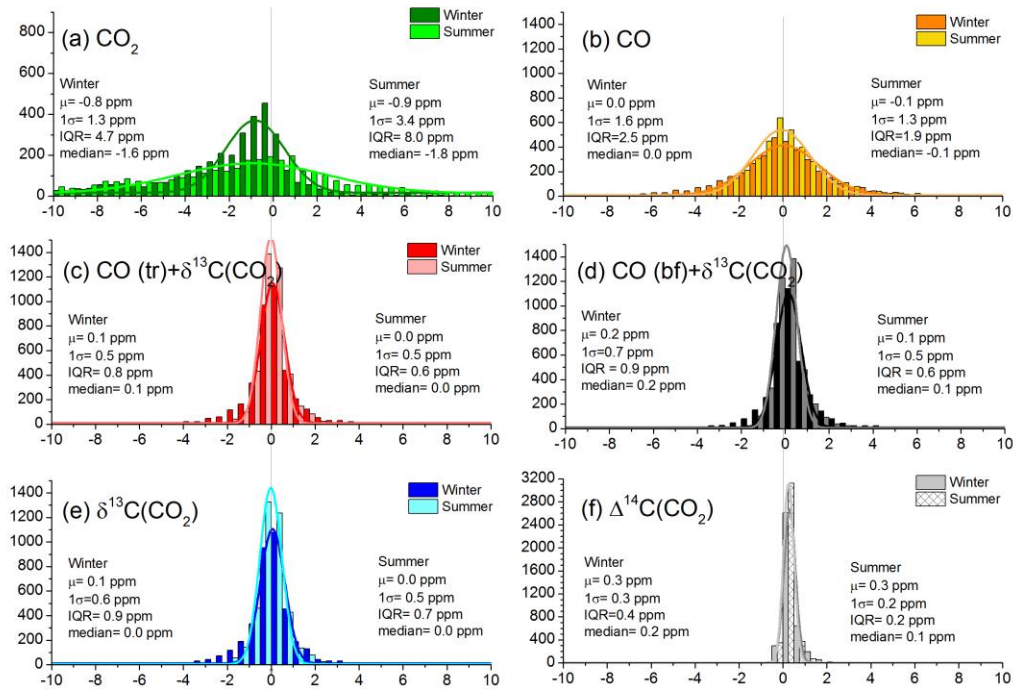 (a) CO2
Winter
Summer
800
600
400
200
0
Winter
μ= -0.8 ppm
1σ= 1.3 ppm
IQR= 4.7 ppm
median= -1.6 ppm
Summer
μ= -0.9 ppm
1σ= 3.4 ppm
IQR= 8.0 ppm
median= -1.8 ppm
-10 -8 -6 -4 -2 0 2 4 6 8 10
(b) CO
Winter
Summer
1400
1200
1000
800
600
400
200
0
Winter
μ= 0.0 ppm
1σ= 1.6 ppm
IQR=2.5 ppm
median= 0.0 ppm
Summer
μ= -0.1 ppm
1σ= 1.3 ppm
IQR=1.9 ppm
median= -0.1 ppm
-10 -8 -6 -4 -2 0 2 4 6 8 10
(c) CO (tr)+δ13C(CO2)
Winter
Summer
1400
1200
1000
800
600
400
200
0
Winter
μ= 0.1 ppm
1σ= 0.5 ppm
IQR= 0.8 ppm
median= 0.1 ppm
Summer
μ= 0.0 ppm
1σ= 0.5 ppm
IQR= 0.6 ppm
median= 0.0 ppm
-10 -8 -6 -4 -2 0 2 4 6 8 10
(d) CO (bf)+δ13C(CO2)
Winter
Summer
1400
1200
1000
800
600
400
200
0
Winter
μ= 0.2 ppm
1σ=0.7 ppm
IQR = 0.9 ppm
median= 0.2 ppm
Summer
μ= 0.1 ppm
1σ= 0.5 ppm
IQR = 0.6 ppm
median= 0.1 ppm
-10 -8 -6 -4 -2 0 2 4 6 8 10
(e) δ13C(CO2)
Winter
Summer
1400
1200
1000
800
600
400
200
0
Winter
μ= 0.1 ppm
1σ=0.6 ppm
IQR= 0.9 ppm
median= 0.0 ppm
Summer
μ= 0.0 ppm
1σ= 0.5 ppm
IQR= 0.7 ppm
median= 0.0 ppm
-10 -8 -6 -4 -2 0 2 4 6 8 10
(f) Δ14C(CO2)
Winter
Summer
3200
2800
2400
2000
1600
1200
800
400
0
Winter
μ= 0.3 ppm
1σ= 0.3 ppm
IQR=0.4 ppm
median= 0.2 ppm
Summer
μ= 0.3 ppm
1σ= 0.2 ppm
IQR= 0.2 ppm
median= 0.1 ppm
-10 -8 -6 -4 -2 0 2 4 6 8 10